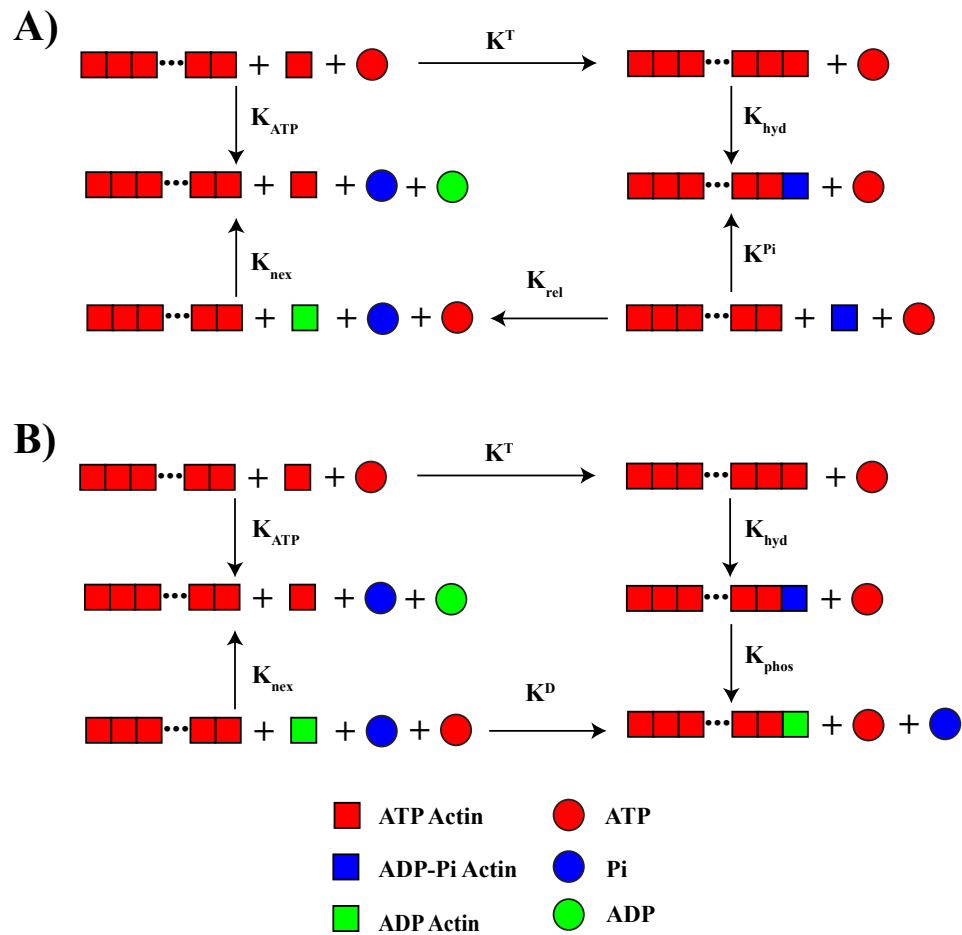 A)
••• + + K^T ••• +
K_ATP K_hyd
••• + + + ••• +
K_nex K_rel K^Pi
••• + + + ••• + +
B)
••• + + K^T ••• +
K_ATP K_hyd
••• + + + ••• +
K_nex K^D K_phos
••• + + + ••• + +
ATP Actin ATP
ADP-Pi Actin Pi
ADP Actin ADP